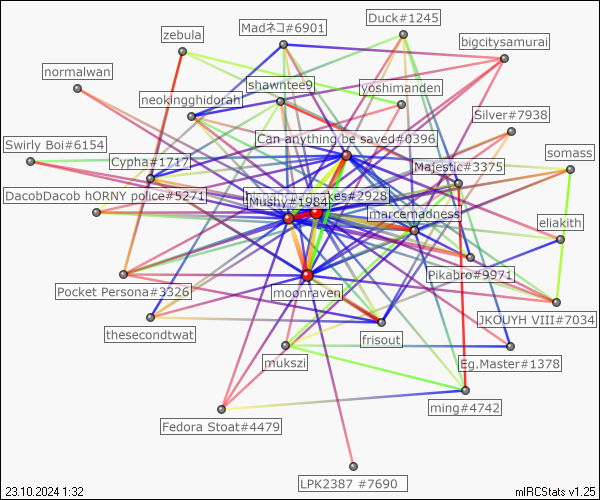 Duck#1245
Madネコ#6901
zebula
bigcitysamurai
normalwan
shawntee9
yoshimanden
neokingghidorah
Silver#7938
Can anything be saved#0396
Swirly Boi#6154
somass
Cypha#1717
Majestic#3375
DacobDacob hORNY police#5271
kes#2928
Mushy#1984
marcemadness
eliakith
Pikabro#9971
Pocket Persona#3326
moonraven
JKOUYH VIII#7034
thesecondtwat
frisout
mukszi
Eg.Master#1378
ming#4742
Fedora Stoat#4479
LPK2387 #7690
23.10.2024 1:32
mIRCStats v1.25